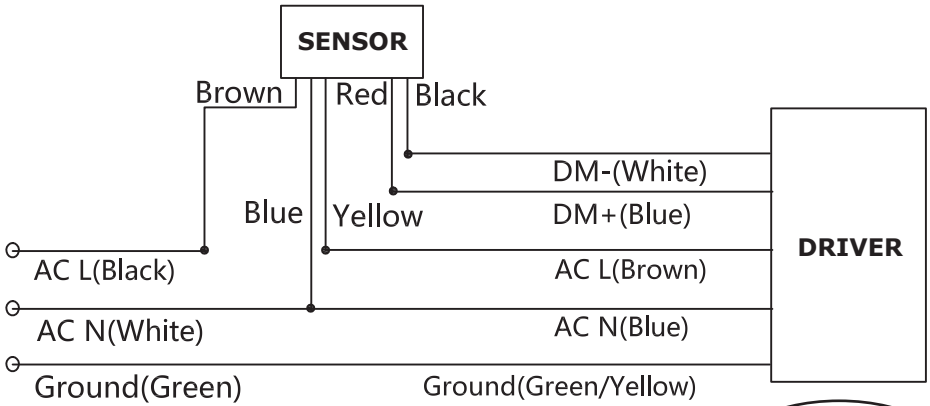 SENSOR
Brown Red Black
DM-(White)
Blue Yellow DM+(Blue)
DRIVER
AC L(Black) AC L(Brown)
AC N(White) AC N(Blue)
Ground(Green) Ground(Green/Yellow)